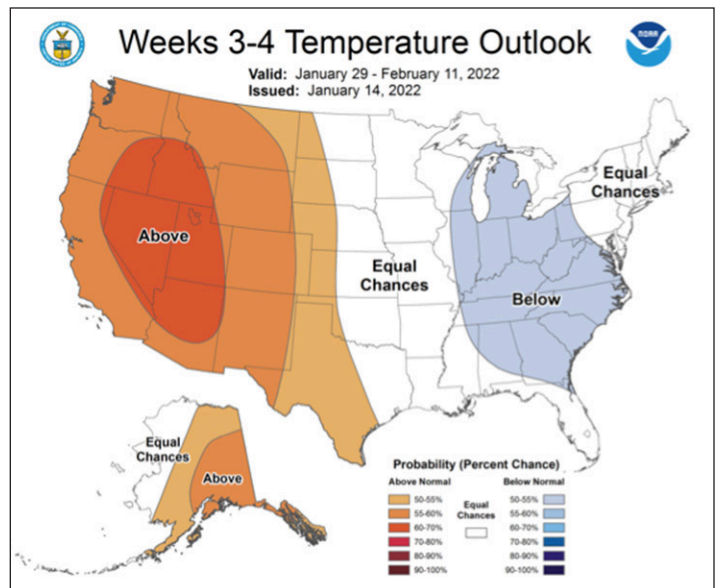 Weeks 3-4 Temperature Outlook
Valid: January 29 - February 11, 2022
Issued: January 14, 2022
NOAA
Above
Equal
Chances
Equal
Chances
Below
Equal
Chances
Above
Probability (Percent Chance)
Above Normal
50-55%
55-60%
60-70%
70-80%
80-90%
90-100%
Equal
Chances
Below Normal
50-55%
55-60%
60-70%
70-80%
80-90%
90-100%